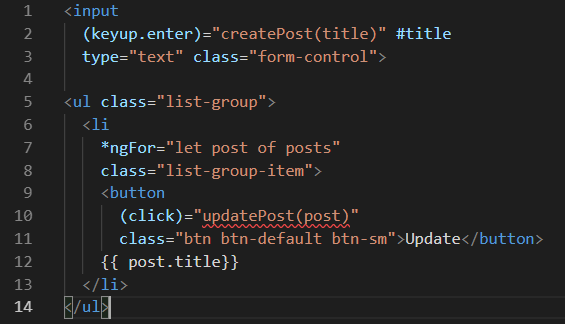 1 <input
2 (keyup.enter)="createPost(title)" #title
3 type="text" class="form-control">
4
5 <ul class="list-group">
6 <li
7 *ngFor="let post of posts"
8 class="list-group-item">
9 <button
10 (click)="updatePost(post)"
11 class="btn btn-default btn-sm">Update</button>
12 {{ post.title}}
13 </li>
14 </ul>